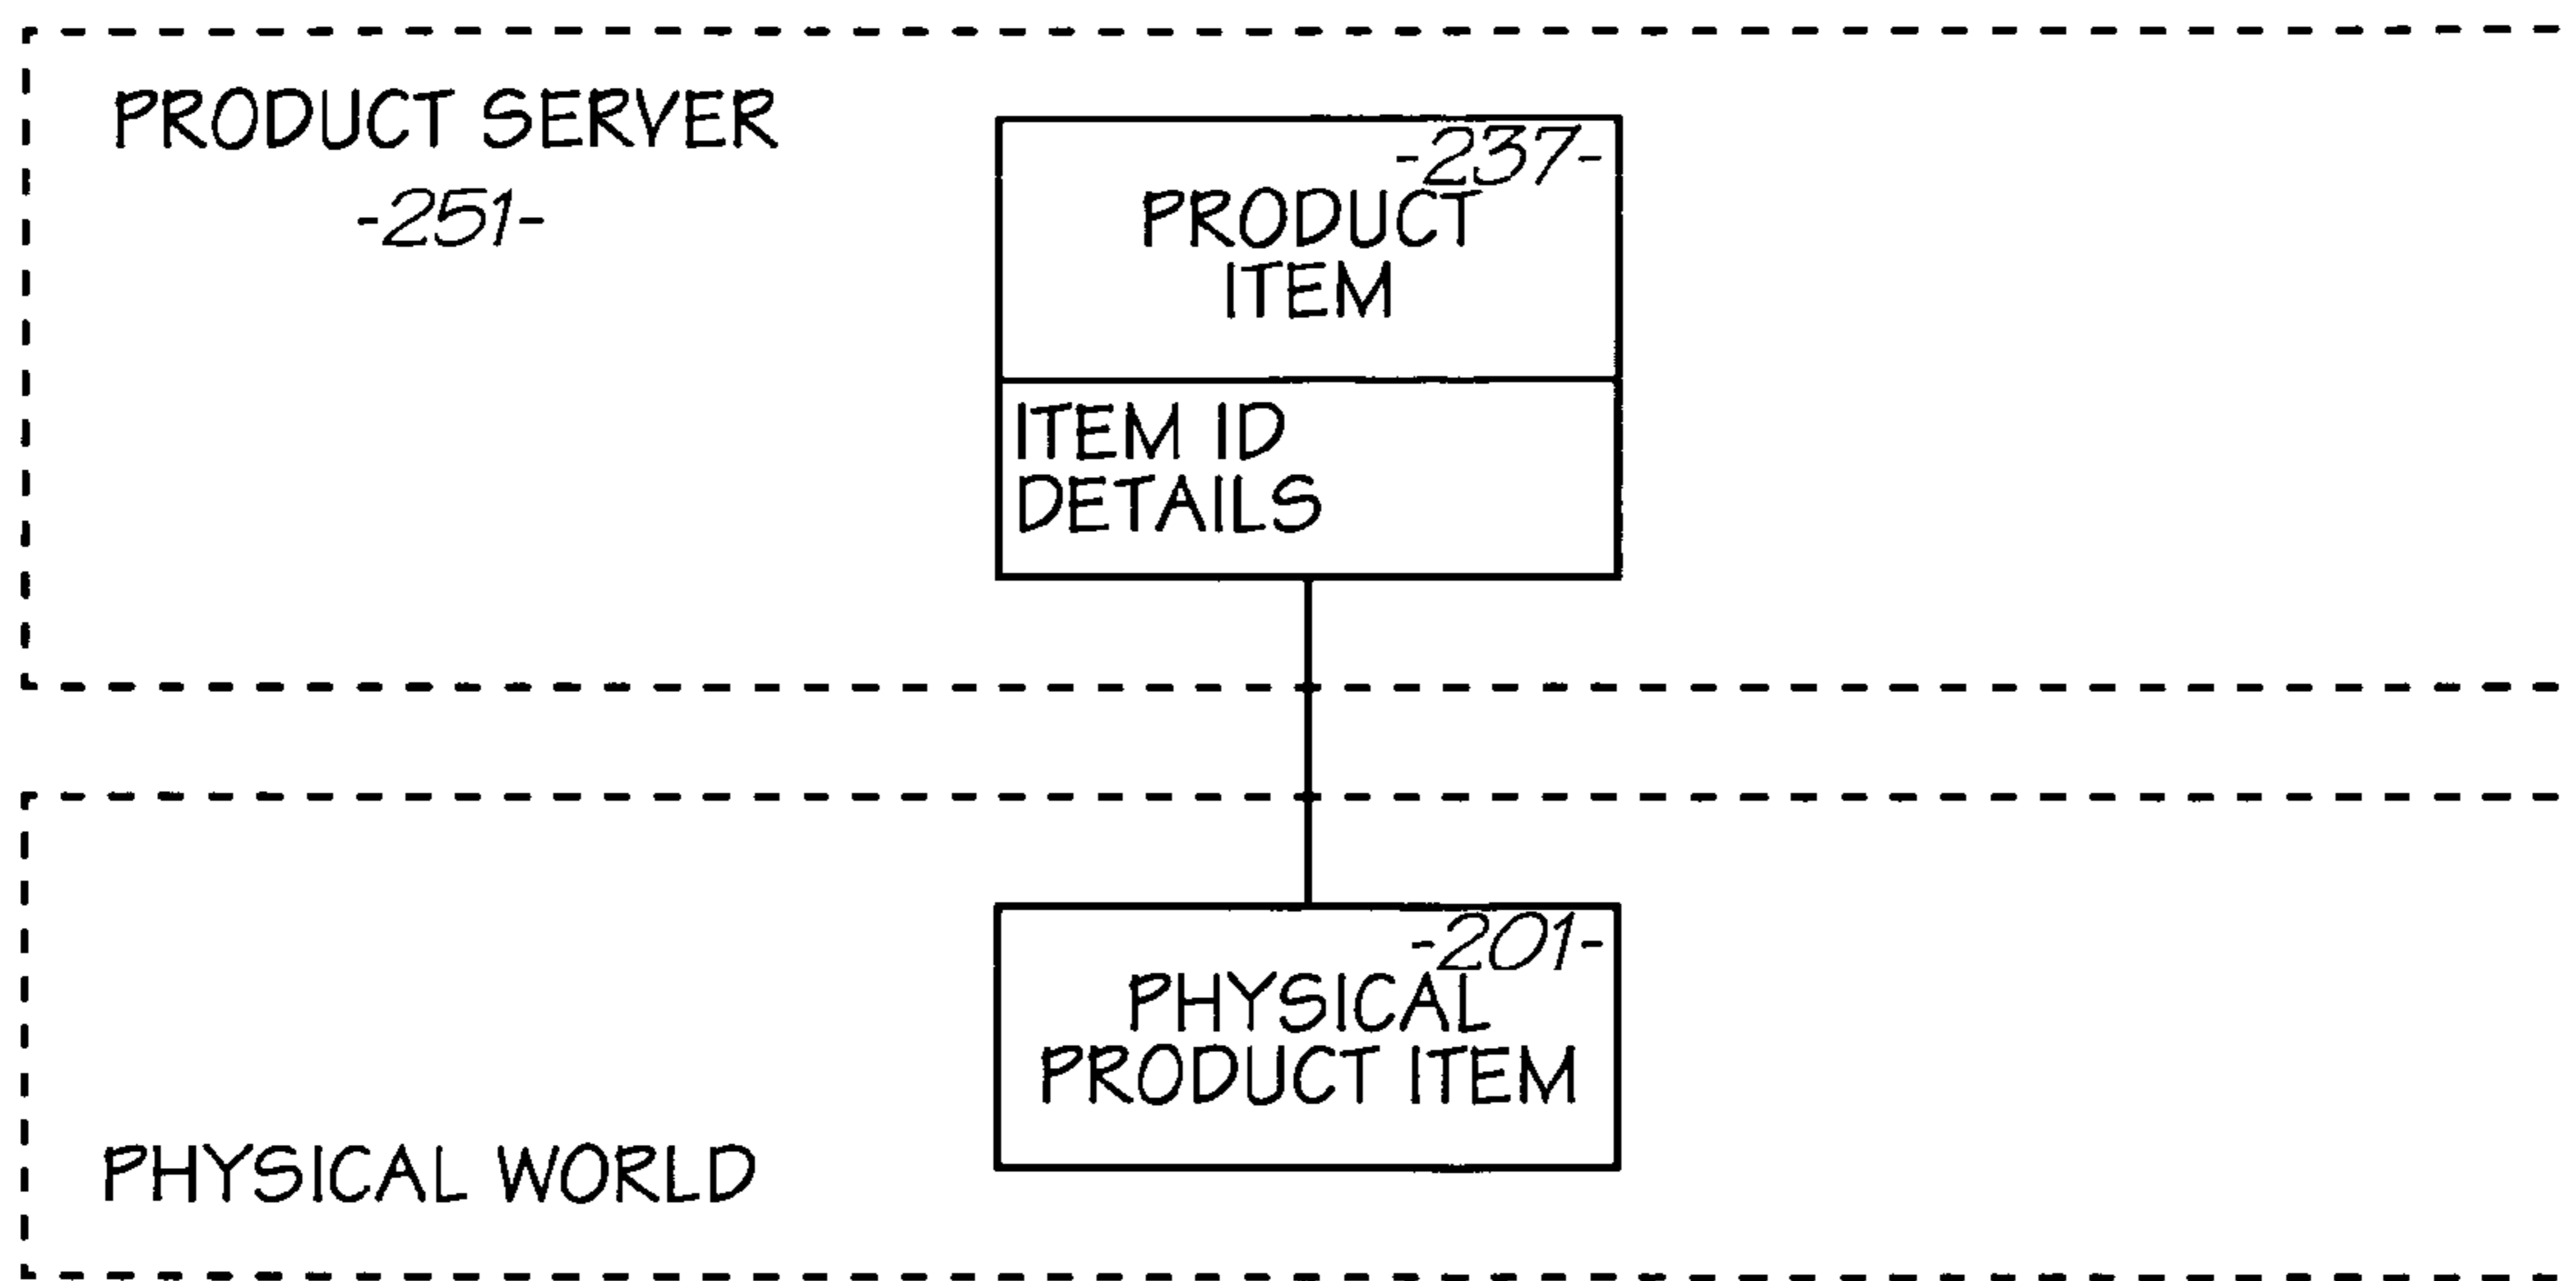 PRODUCT SERVER
-251-
-237-
PRODUCT
ITEM
ITEM ID
DETAILS
-201-
PHYSICAL
PRODUCT ITEM
PHYSICAL WORLD